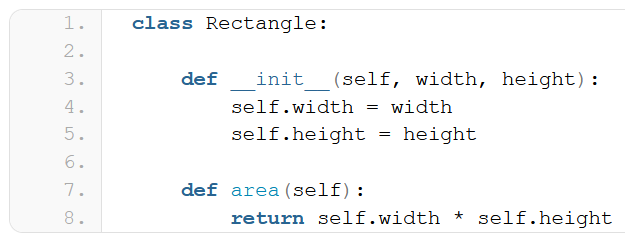 1. class Rectangle:
2.
3.     def __init__(self, width, height):
4.         self.width = width
5.         self.height = height
6.
7.     def area(self):
8.         return self.width * self.height